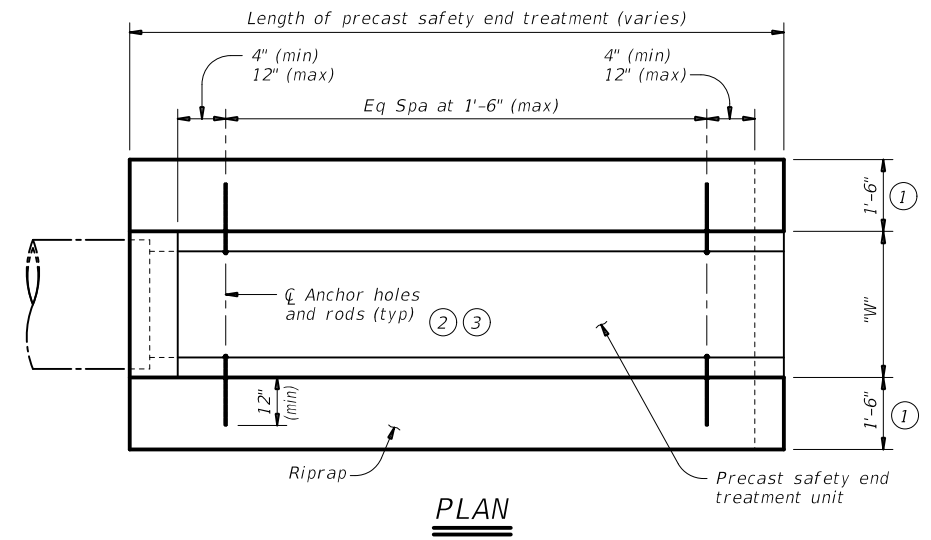 Length of precast safety end treatment (varies)
4" (min)
12" (max)
4" (min)
12" (max)
Eq Spa at 1'-6" (max)
1'-6"
1
℄ Anchor holes
and rods (typ)
2 3
"W"
12"
(min)
1'-6"
1
Riprap
Precast safety end
treatment unit
PLAN